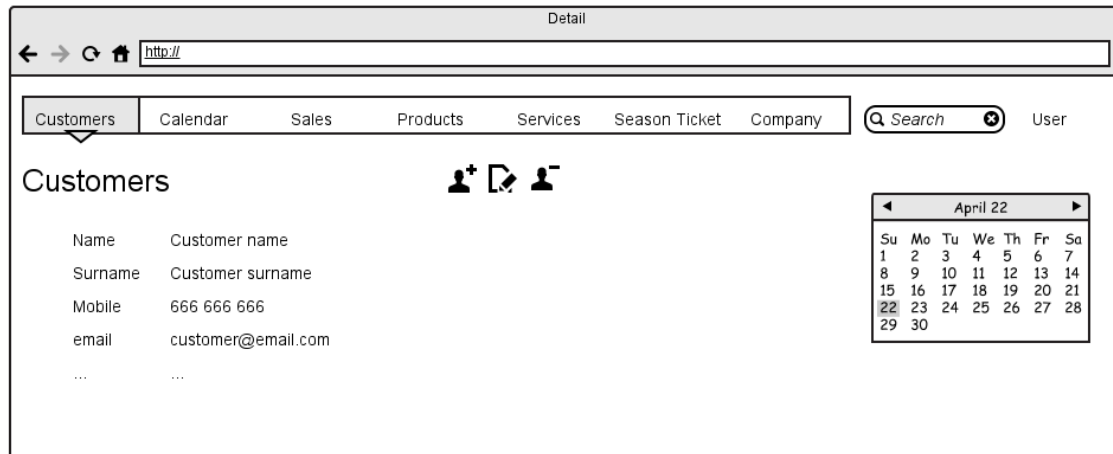 Detail
http://
Customers Calendar Sales Products Services Season Ticket Company Search User
Customers
Name Customer name
Surname Customer surname
Mobile 666 666 666
email customer@email.com
... ...
April 22
Su Mo Tu We Th Fr Sa
1 2 3 4 5 6 7
8 9 10 11 12 13 14
15 16 17 18 19 20 21
22 23 24 25 26 27 28
29 30